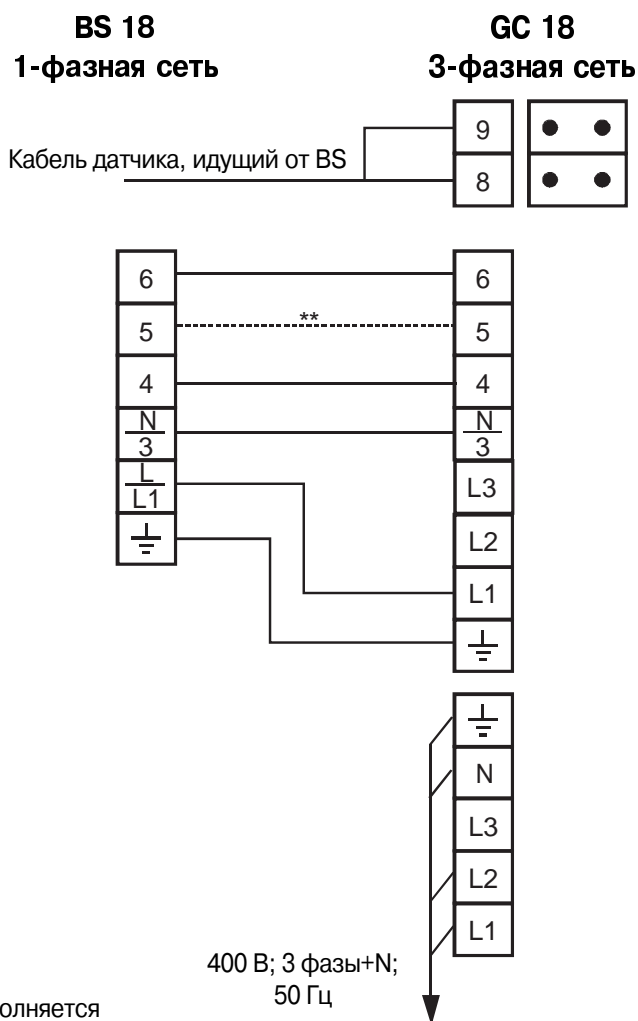 BS 18
GC 18
1-фазная сеть
3-фазная сеть
9
Кабель датчика, идущий от BS
8
6
6
**
5
5
4
4
N
3
N
3
L
L1
L3
L2
L1
N
L3
L2
L1
400 В; 3 фазы+N;
50 Гц
олняется